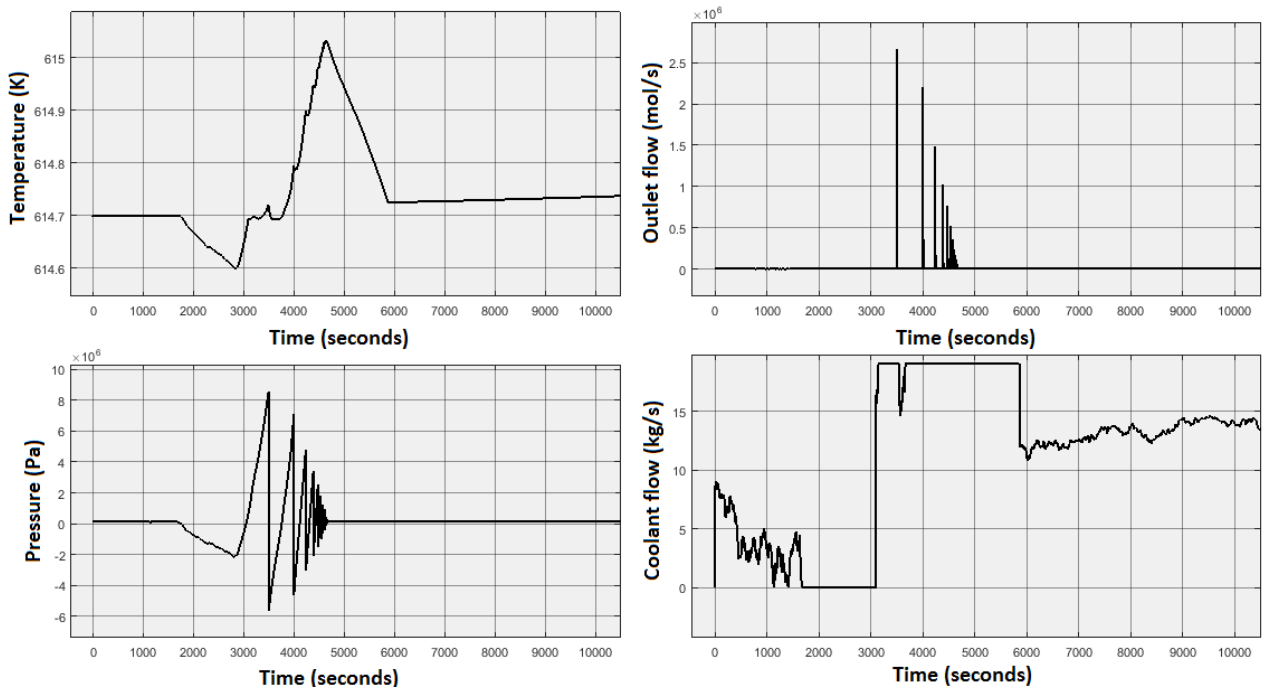 Temperature (K)
615
614.9
614.8
614.7
614.6
0 1000 2000 3000 4000 5000 6000 7000 8000 9000 10000
Time (seconds)
×10⁶
Outlet flow (mol/s)
2.5
2
1.5
1
0.5
0
0 1000 2000 3000 4000 5000 6000 7000 8000 9000 10000
Time (seconds)
×10⁶
Pressure (Pa)
10
8
6
4
2
0
-2
-4
-6
0 1000 2000 3000 4000 5000 6000 7000 8000 9000 10000
Time (seconds)
Coolant flow (kg/s)
15
10
5
0
0 1000 2000 3000 4000 5000 6000 7000 8000 9000 10000
Time (seconds)